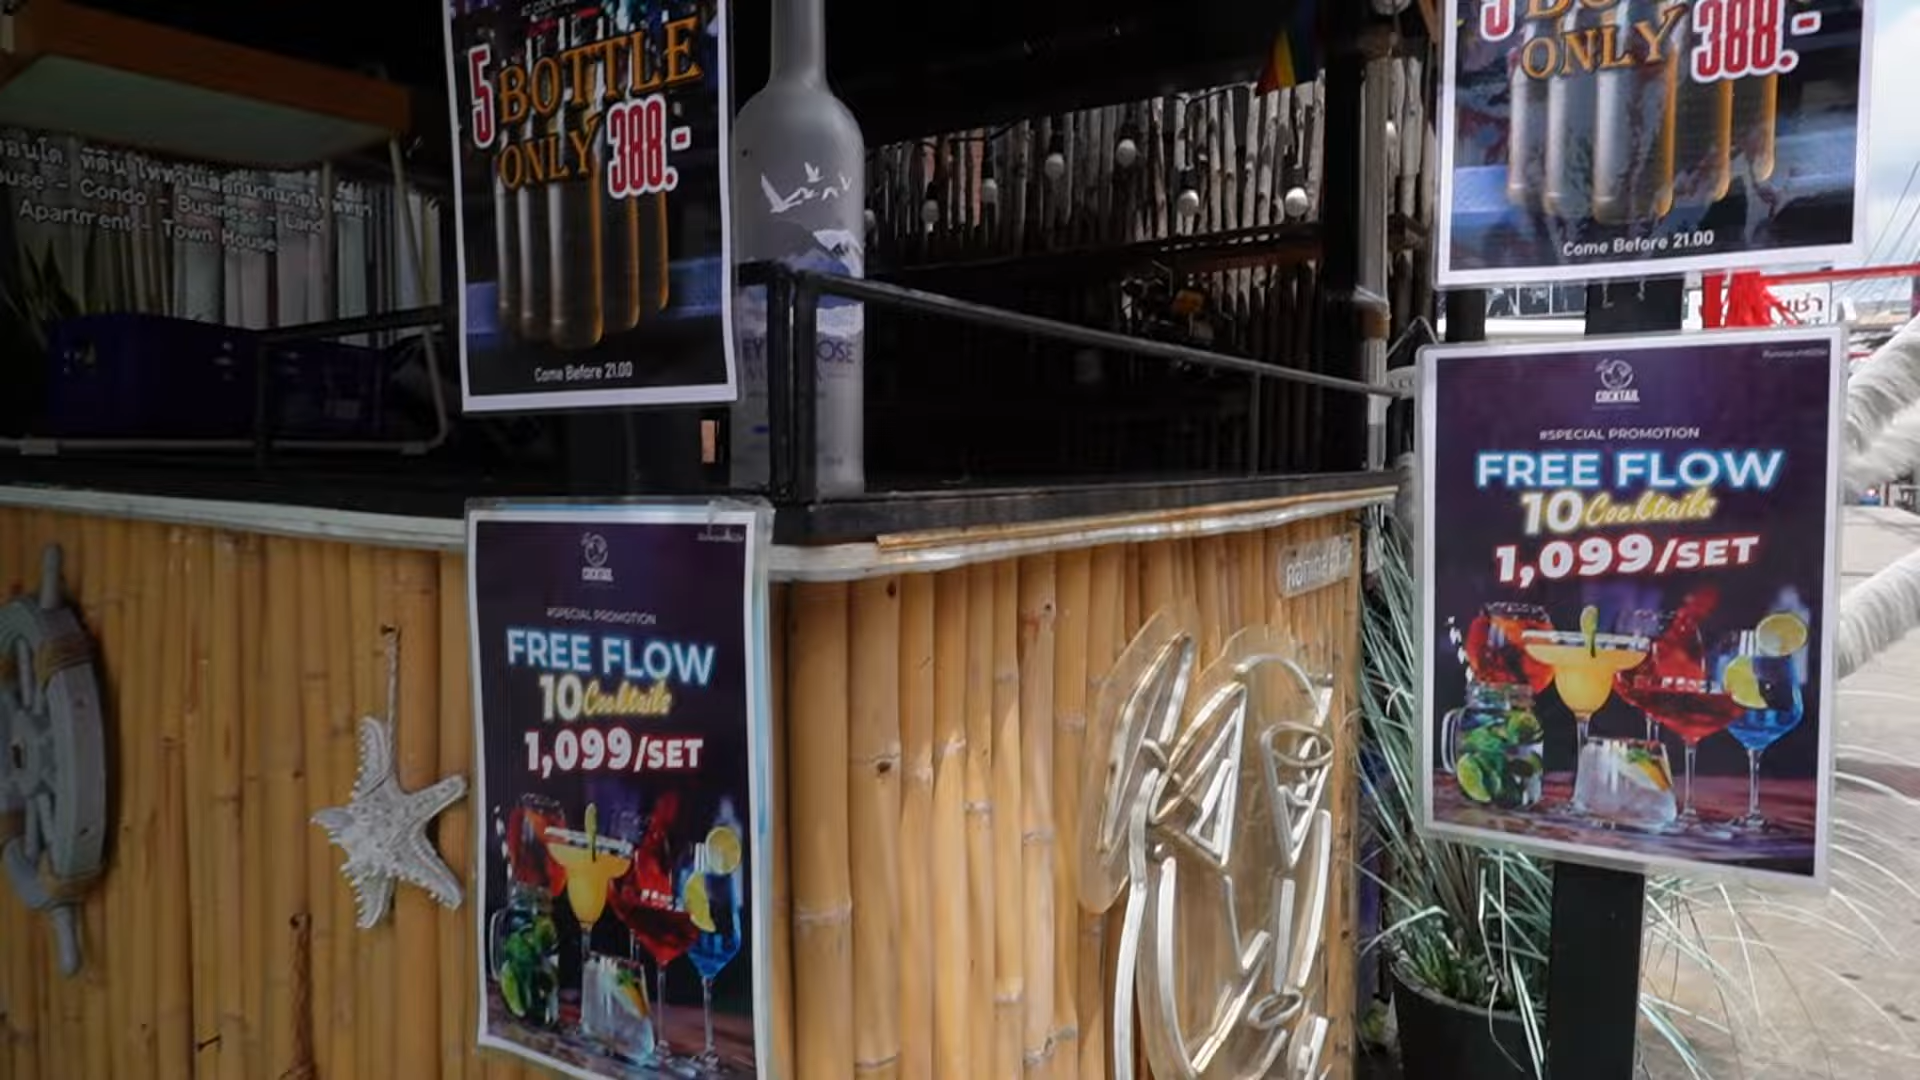 5 BOTTLE
ONLY 388.-
Come Before 21.00
ONLY 388.-
Come Before 21.00
House - Condo - Business - Land
Apartment - Town House
COCKTAIL
#SPECIAL PROMOTION
FREE FLOW
10 Cocktails
1,099/SET
COCKTAIL
#SPECIAL PROMOTION
FREE FLOW
10 Cocktails
1,099/SET